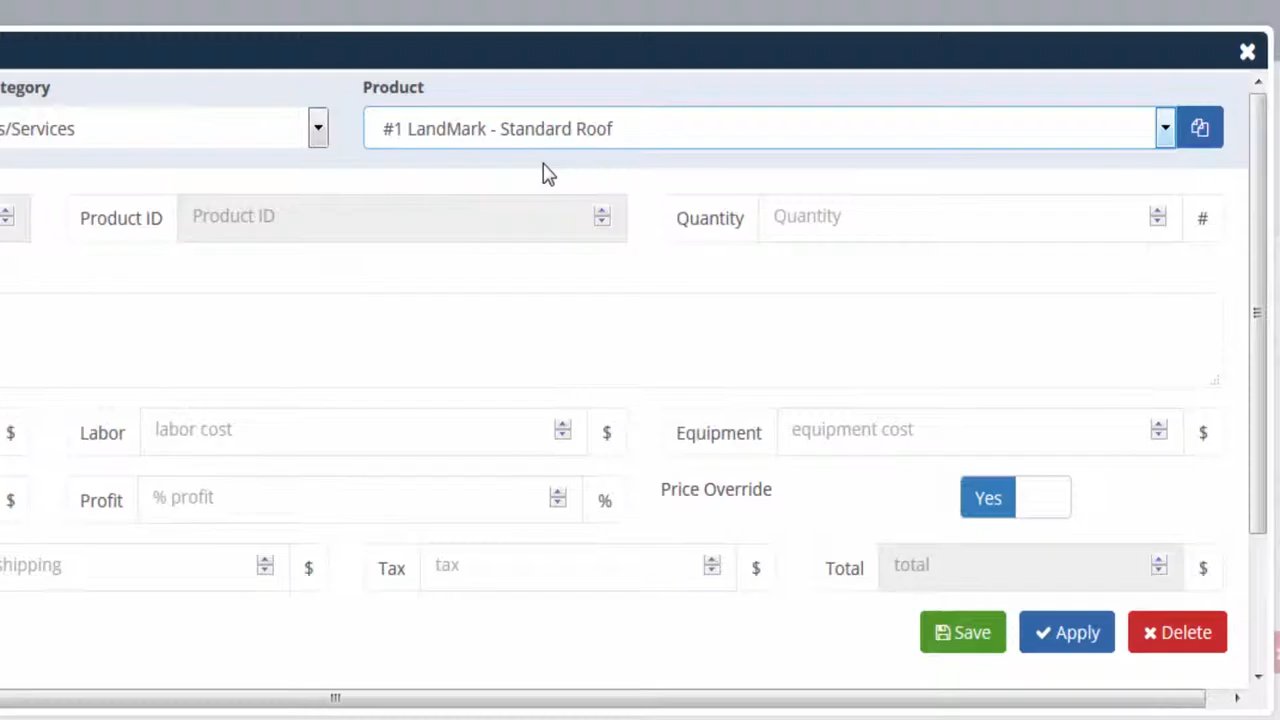 tegory Product
s/Services #1 LandMark - Standard Roof
Product ID Product ID Quantity Quantity #
$ Labor labor cost $ Equipment equipment cost $
$ Profit % profit % Price Override Yes
shipping $ Tax tax $ Total total $
Save Apply Delete